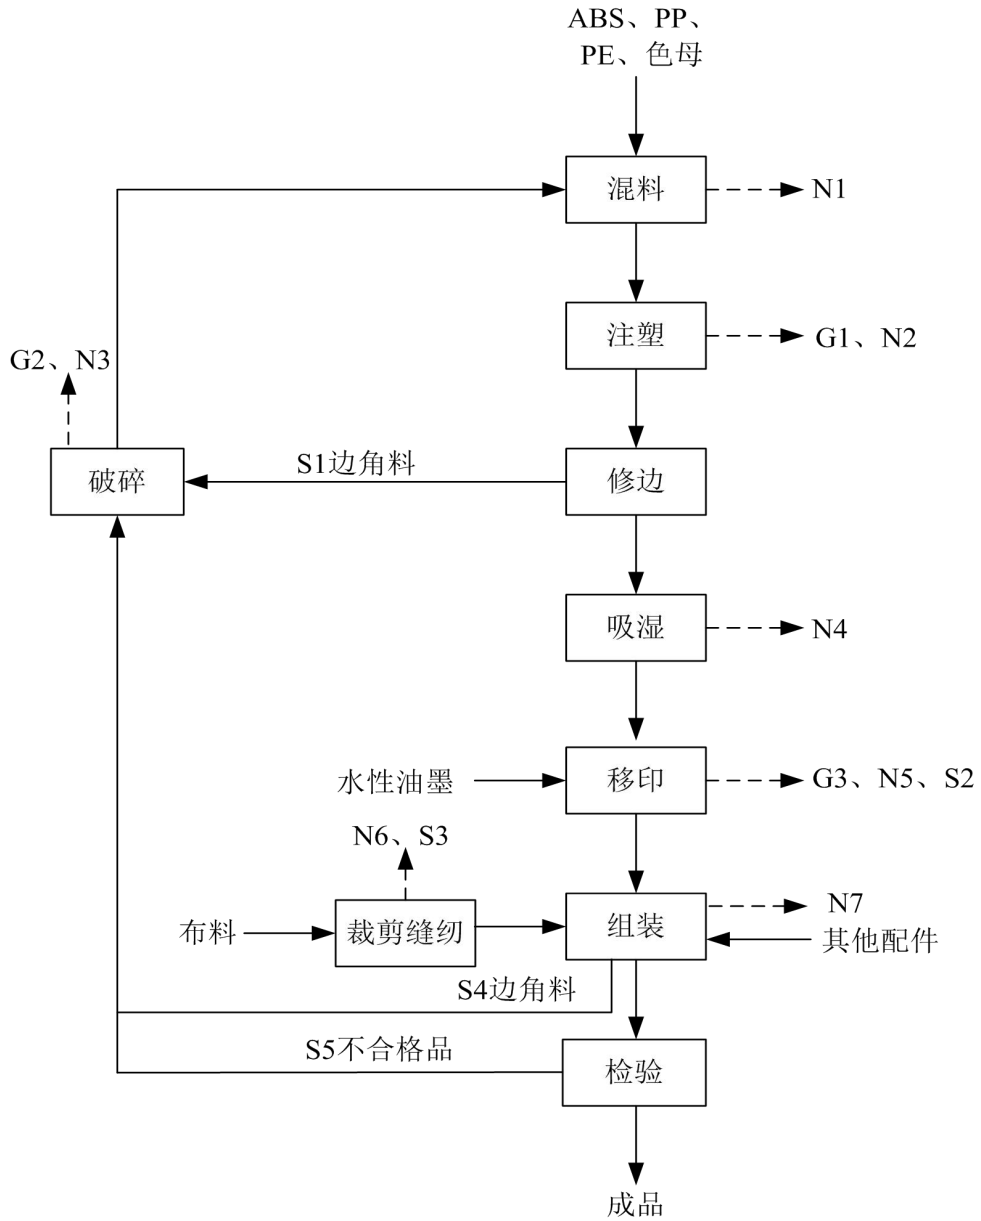 ABS、PP、
PE、色母
混料
N1
注塑
G1、N2
G2、N3
破碎
S1边角料
修边
吸湿
N4
水性油墨
移印
G3、N5、S2
N6、S3
布料
裁剪缝纫
组装
N7
其他配件
S4边角料
S5不合格品
检验
成品